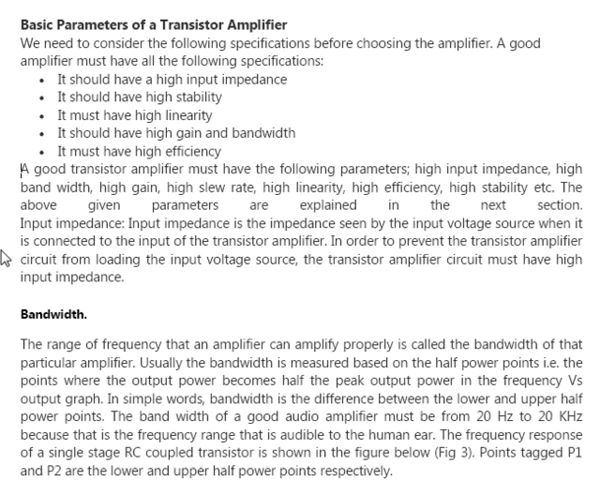 Basic Parameters of a Transistor Amplifier
We need to consider the following specifications before choosing the amplifier. A good
amplifier must have all the following specifications:
• It should have a high input impedance
• It should have high stability
• It must have high linearity
• It should have high gain and bandwidth
• It must have high efficiency
A good transistor amplifier must have the following parameters; high input impedance, high
band width, high gain, high slew rate, high linearity, high efficiency, high stability etc. The
above given parameters are explained in the next section.
Input impedance: Input impedance is the impedance seen by the input voltage source when it
is connected to the input of the transistor amplifier. In order to prevent the transistor amplifier
circuit from loading the input voltage source, the transistor amplifier circuit must have high
input impedance.
Bandwidth.
The range of frequency that an amplifier can amplify properly is called the bandwidth of that
particular amplifier. Usually the bandwidth is measured based on the half power points i.e. the
points where the output power becomes half the peak output power in the frequency Vs
output graph. In simple words, bandwidth is the difference between the lower and upper half
power points. The band width of a good audio amplifier must be from 20 Hz to 20 KHz
because that is the frequency range that is audible to the human ear. The frequency response
of a single stage RC coupled transistor is shown in the figure below (Fig 3). Points tagged P1
and P2 are the lower and upper half power points respectively.